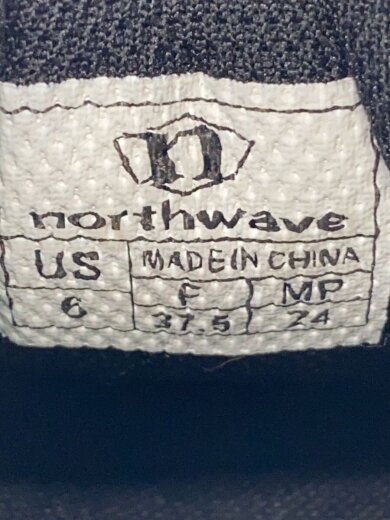 n
northwave
US MADE IN CHINA
F MP
6 37.5 24